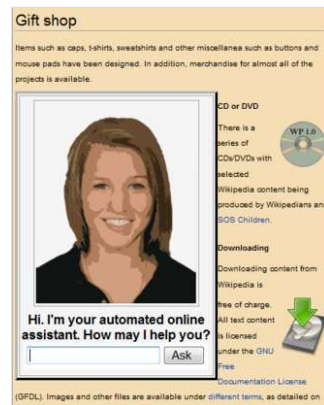 Gift shop
Items such as caps, t-shirts, sweatshirts and other miscellanea such as buttons and
mouse pads have been designed. In addition, merchandise for almost all of the
projects is available.
Hi. I'm your automated online
assistant. How may I help you?
Ask
CD or DVD
There is a
series of
CDs/DVDs with
selected
Wikipedia content being
produced by Wikipedians and
SOS Children.
WP 1.0
Downloading
Downloading content from
Wikipedia is
free of charge.
All text content
is licensed
under the GNU
Free
Documentation License
(GFDL). Images and other files are available under different terms, as detailed on